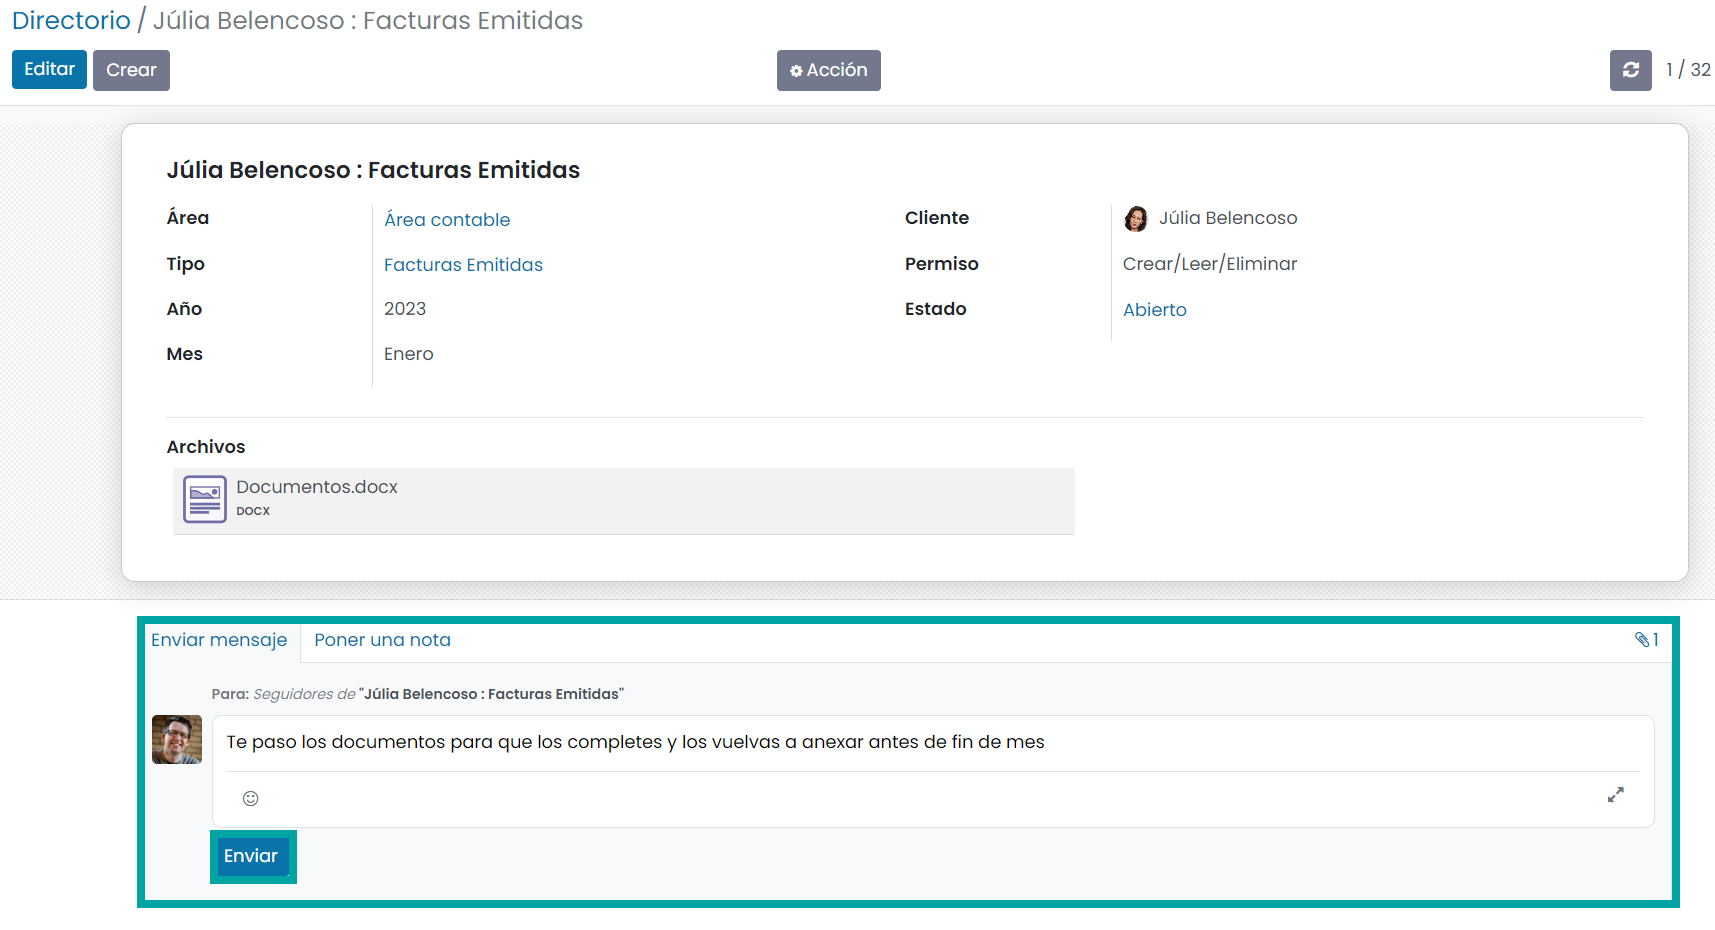 Directorio / Júlia Belencoso : Facturas Emitidas
Editar Crear Acción 1 / 32
Júlia Belencoso : Facturas Emitidas
Área Área contable Cliente Júlia Belencoso
Tipo Facturas Emitidas Permiso Crear/Leer/Eliminar
Año 2023 Estado Abierto
Mes Enero
Archivos
Documentos.docx
DOCX
Enviar mensaje Poner una nota 1
Para: Seguidores de "Júlia Belencoso : Facturas Emitidas"
Te paso los documentos para que los completes y los vuelvas a anexar antes de fin de mes
Enviar